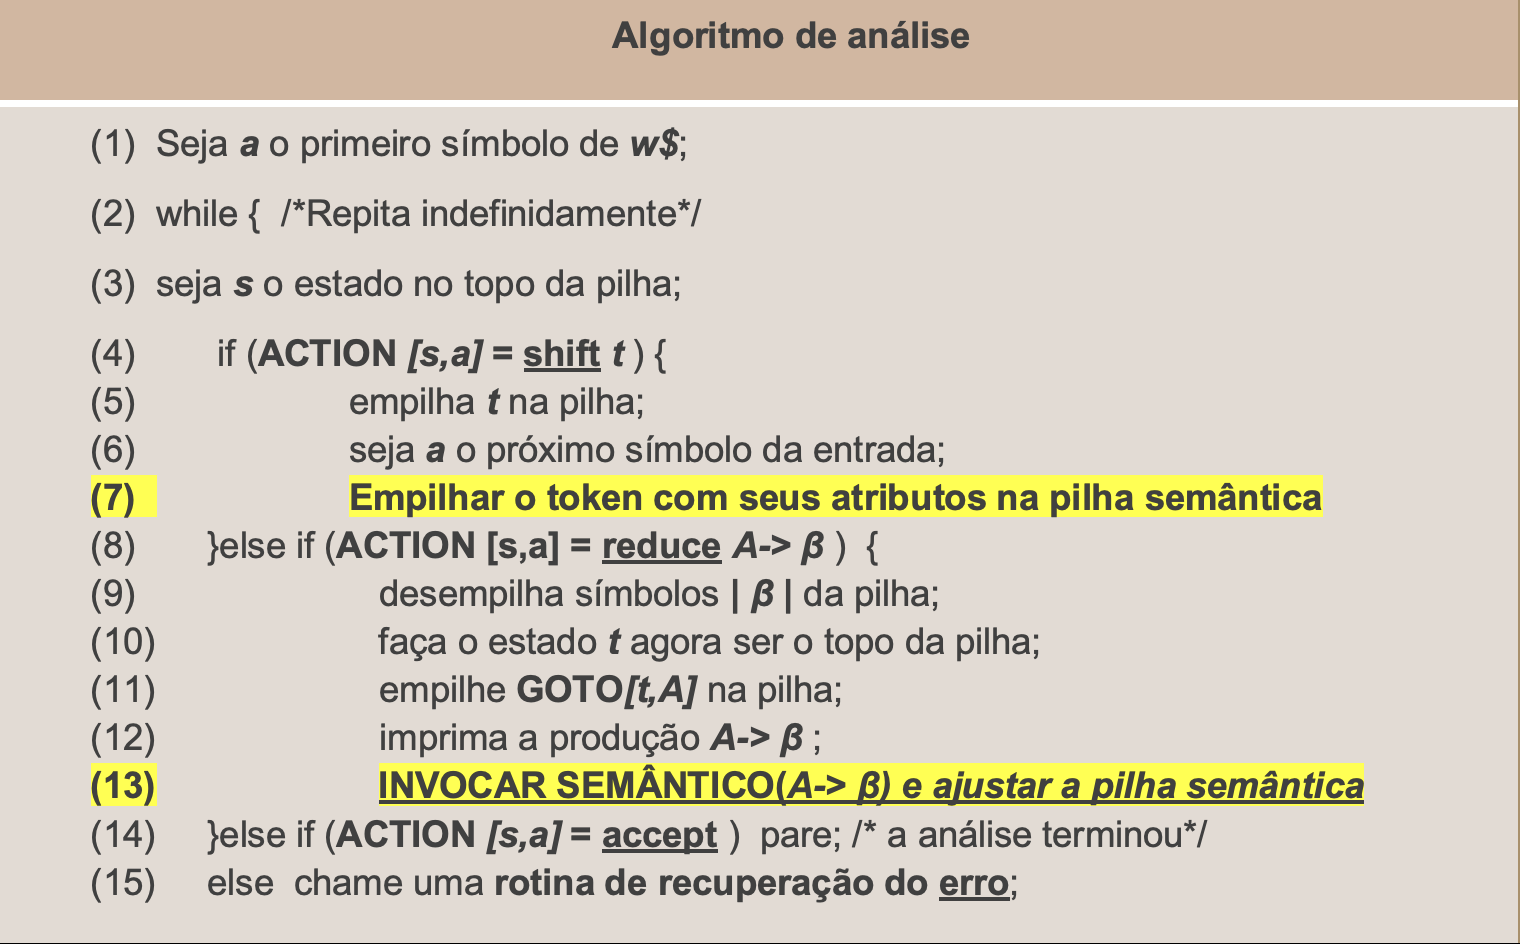 Algoritmo de análise
(1) Seja a o primeiro símbolo de w$;
(2) while { /*Repita indefinidamente*/
(3) seja s o estado no topo da pilha;
(4) if (ACTION [s,a] = shift t ) {
(5) empilha t na pilha;
(6) seja a o próximo símbolo da entrada;
(7) Empilhar o token com seus atributos na pilha semântica
(8) }else if (ACTION [s,a] = reduce A-> β ) {
(9) desempilha símbolos | β | da pilha;
(10) faça o estado t agora ser o topo da pilha;
(11) empilhe GOTO[t,A] na pilha;
(12) imprima a produção A-> β ;
(13) INVOCAR SEMÂNTICO(A-> β) e ajustar a pilha semântica
(14) }else if (ACTION [s,a] = accept ) pare; /* a análise terminou*/
(15) else chame uma rotina de recuperação do erro;